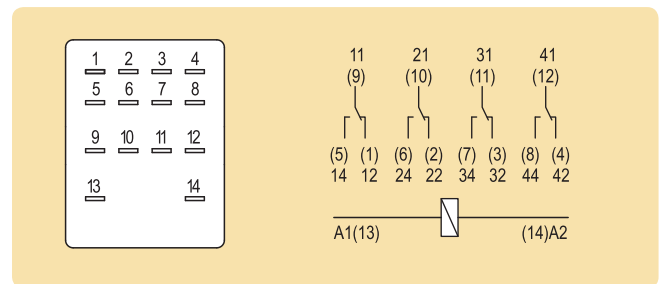 1 2 3 4
5 6 7 8
9 10 11 12
13 14
11 21 31 41
(9) (10) (11) (12)
(5) (1) (6) (2) (7) (3) (8) (4)
14 12 24 22 34 32 44 42
A1(13) (14)A2